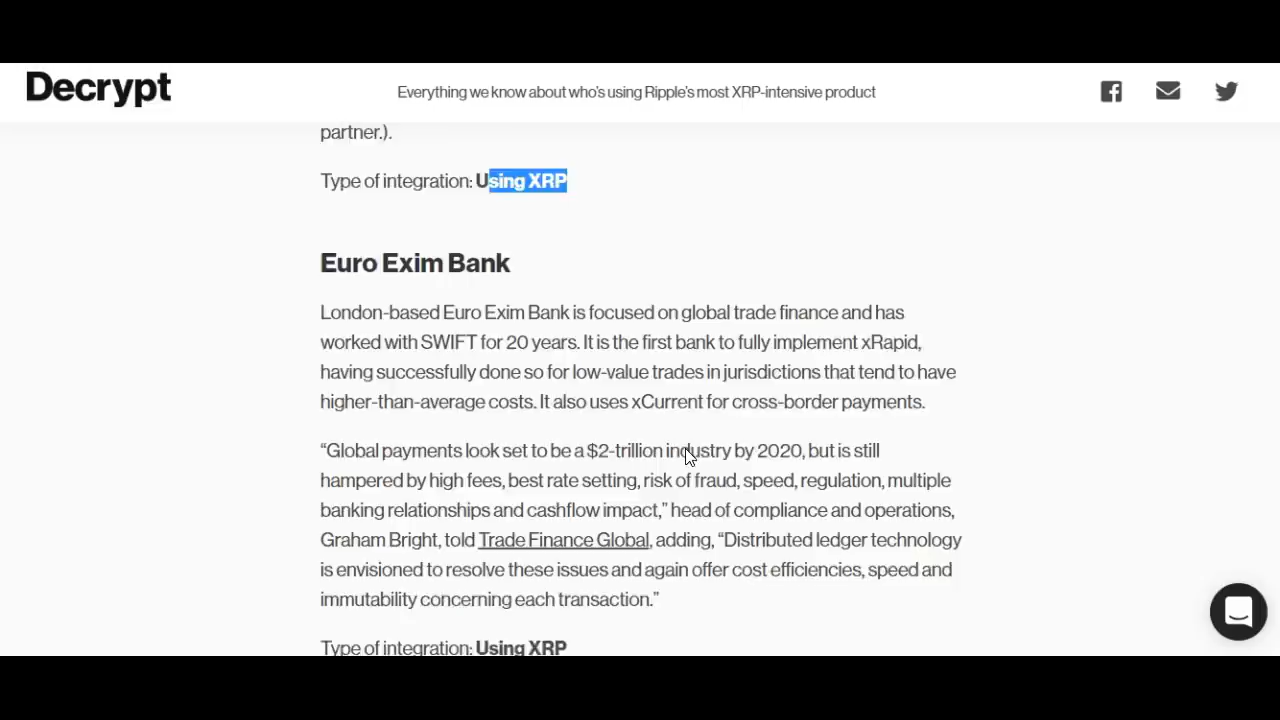 Decrypt
Everything we know about who's using Ripple's most XRP-intensive product
partner.).
Type of integration: Using XRP
Euro Exim Bank
London-based Euro Exim Bank is focused on global trade finance and has
worked with SWIFT for 20 years. It is the first bank to fully implement xRapid,
having successfully done so for low-value trades in jurisdictions that tend to have
higher-than-average costs. It also uses xCurrent for cross-border payments.
“Global payments look set to be a $2-trillion industry by 2020, but is still
hampered by high fees, best rate setting, risk of fraud, speed, regulation, multiple
banking relationships and cashflow impact,” head of compliance and operations,
Graham Bright, told Trade Finance Global, adding, “Distributed ledger technology
is envisioned to resolve these issues and again offer cost efficiencies, speed and
immutability concerning each transaction.”
Type of integration: Using XRP